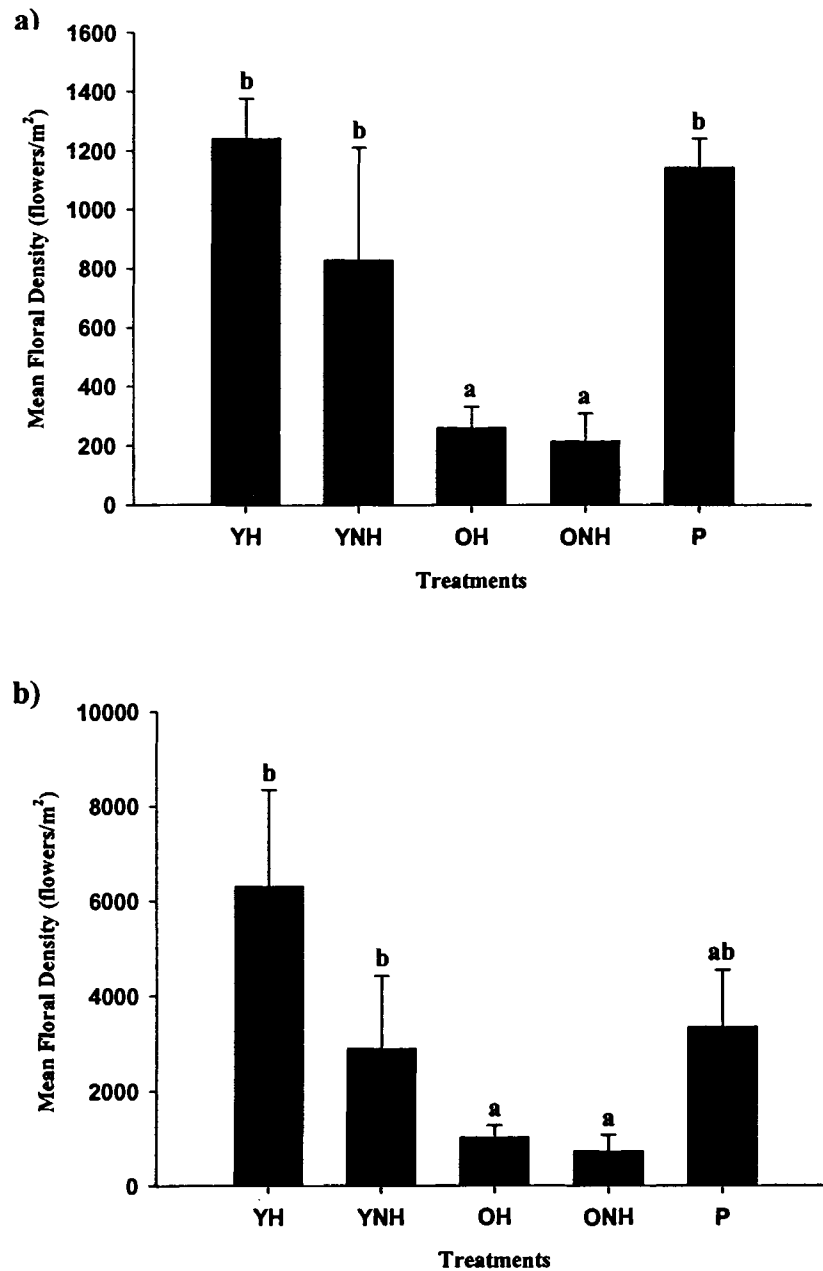 a)
Mean Floral Density (flowers/m²)
1600
1400
1200
1000
800
600
400
200
0
b
b
a
a
b
YH YNH OH ONH P
Treatments
b)
Mean Floral Density (flowers/m²)
10000
8000
6000
4000
2000
0
b
b
a
a
ab
YH YNH OH ONH P
Treatments